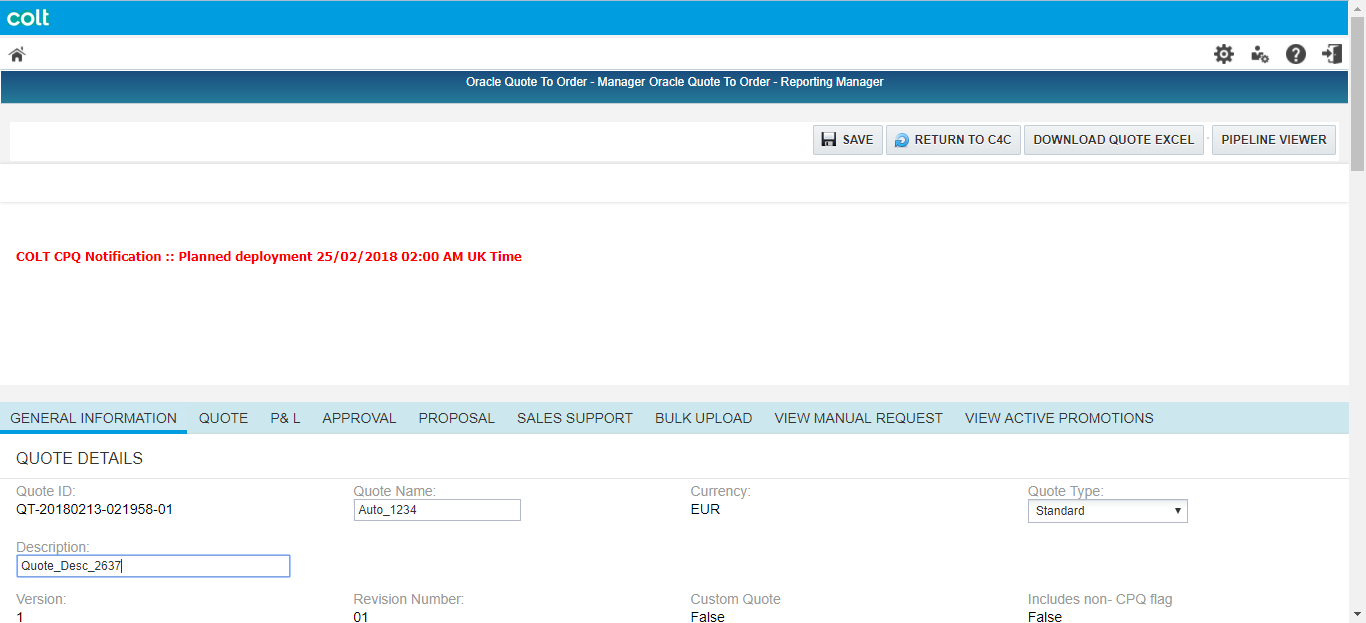 colt
Oracle Quote To Order - Manager Oracle Quote To Order - Reporting Manager
SAVE RETURN TO C4C DOWNLOAD QUOTE EXCEL PIPELINE VIEWER
COLT CPQ Notification :: Planned deployment 25/02/2018 02:00 AM UK Time
GENERAL INFORMATION QUOTE P& L APPROVAL PROPOSAL SALES SUPPORT BULK UPLOAD VIEW MANUAL REQUEST VIEW ACTIVE PROMOTIONS
QUOTE DETAILS
Quote ID: Quote Name: Currency: Quote Type:
QT-20180213-021958-01 Auto_1234 EUR Standard
Description:
Quote_Desc_2637
Version: Revision Number: Custom Quote Includes non- CPQ flag
1 01 False False